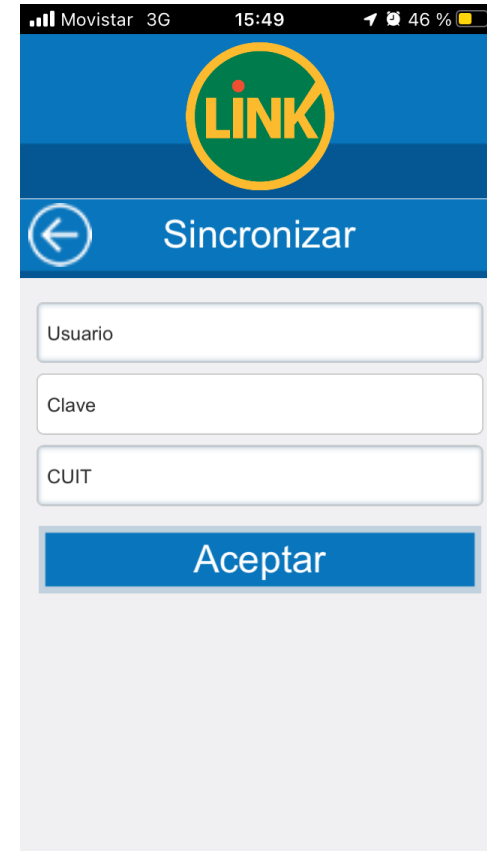 Movistar 3G 15:49 46 %
LINK
Sincronizar
Usuario
Clave
CUIT
Aceptar